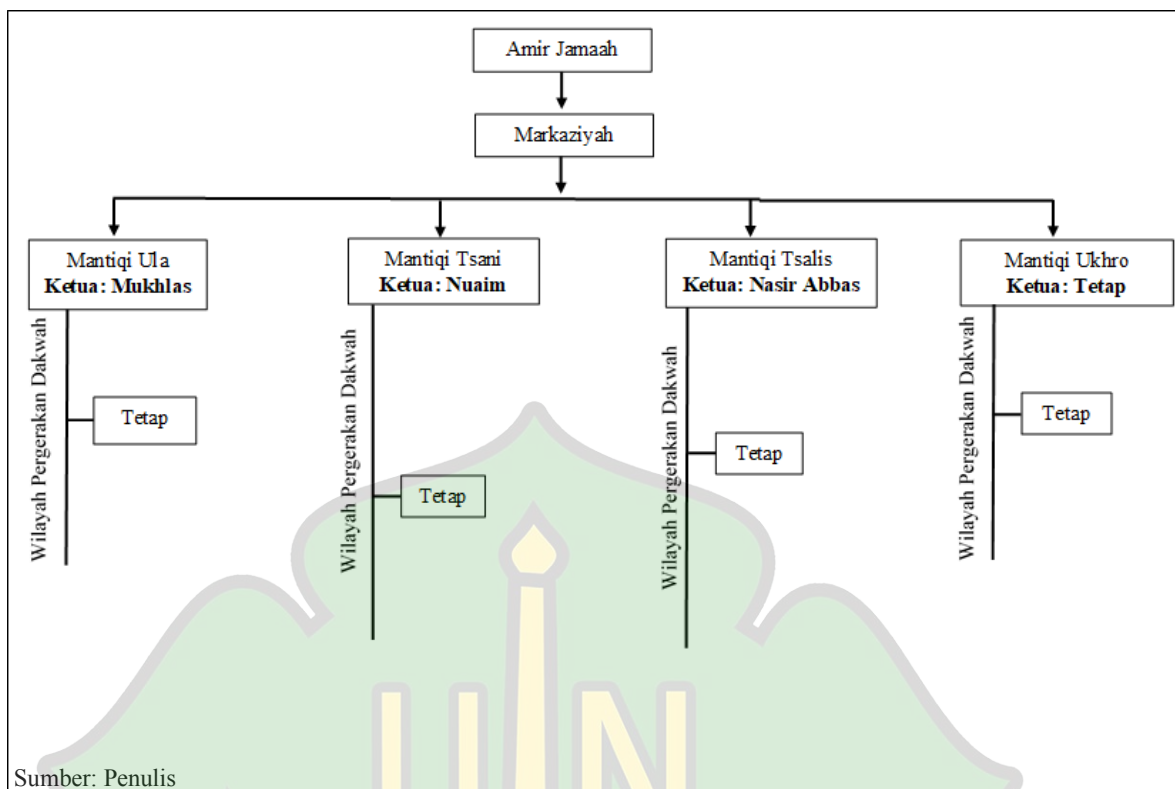 Amir Jamaah
Markaziyah
Mantiqi Ula
Ketua: Mukhlas
Mantiqi Tsani
Ketua: Nuaim
Mantiqi Tsalis
Ketua: Nasir Abbas
Mantiqi Ukhro
Ketua: Tetap
Wilayah Pergerakan Dakwah
Tetap
Wilayah Pergerakan Dakwah
Tetap
Wilayah Pergerakan Dakwah
Tetap
Wilayah Pergerakan Dakwah
Tetap
UIN
Sumber: Penulis